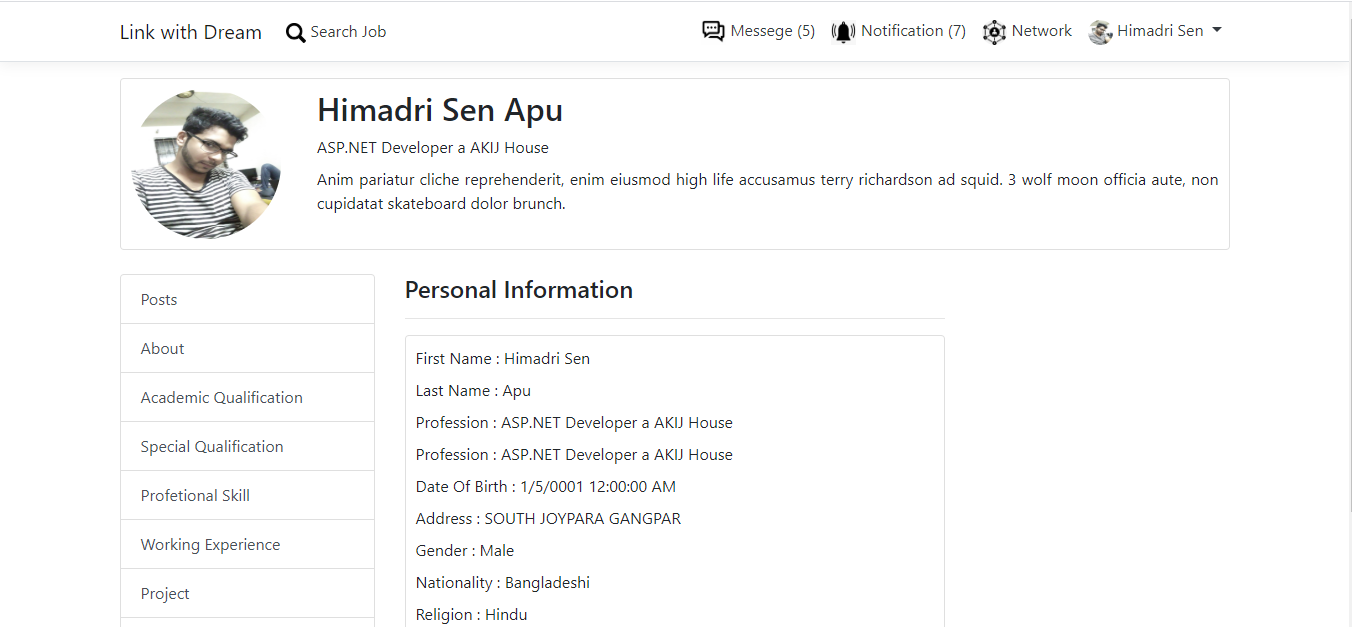 Link with Dream Search Job Messege (5) Notification (7) Network Himadri Sen
Himadri Sen Apu
ASP.NET Developer a AKIJ House
Anim pariatur cliche reprehenderit, enim eiusmod high life accusamus terry richardson ad squid. 3 wolf moon officia aute, non
cupidatat skateboard dolor brunch.
Posts
About
Academic Qualification
Special Qualification
Profetional Skill
Working Experience
Project
Personal Information
First Name : Himadri Sen
Last Name : Apu
Profession : ASP.NET Developer a AKIJ House
Profession : ASP.NET Developer a AKIJ House
Date Of Birth : 1/5/0001 12:00:00 AM
Address : SOUTH JOYPARA GANGPAR
Gender : Male
Nationality : Bangladeshi
Religion : Hindu